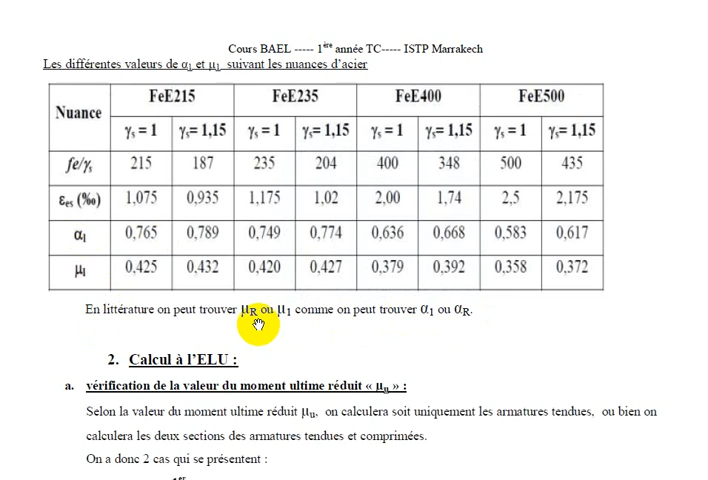 Cours BAEL ----- 1ère année TC----- ISTP Marrakech
Les différentes valeurs de α₁ et μ₁ suivant les nuances d'acier
Nuance FeE215 FeE235 FeE400 FeE500
γs = 1 γs= 1,15 γs = 1 γs= 1,15 γs = 1 γs= 1,15 γs = 1 γs= 1,15
fe/γs 215 187 235 204 400 348 500 435
εes (‰) 1,075 0,935 1,175 1,02 2,00 1,74 2,5 2,175
αl 0,765 0,789 0,749 0,774 0,636 0,668 0,583 0,617
μl 0,425 0,432 0,420 0,427 0,379 0,392 0,358 0,372
En littérature on peut trouver μR ou μ1 comme on peut trouver α1 ou αR.
2. Calcul à l'ELU :
a. vérification de la valeur du moment ultime réduit « μu » :
Selon la valeur du moment ultime réduit μu, on calculera soit uniquement les armatures tendues, ou bien on
calculera les deux sections des armatures tendues et comprimées.
On a donc 2 cas qui se présentent :